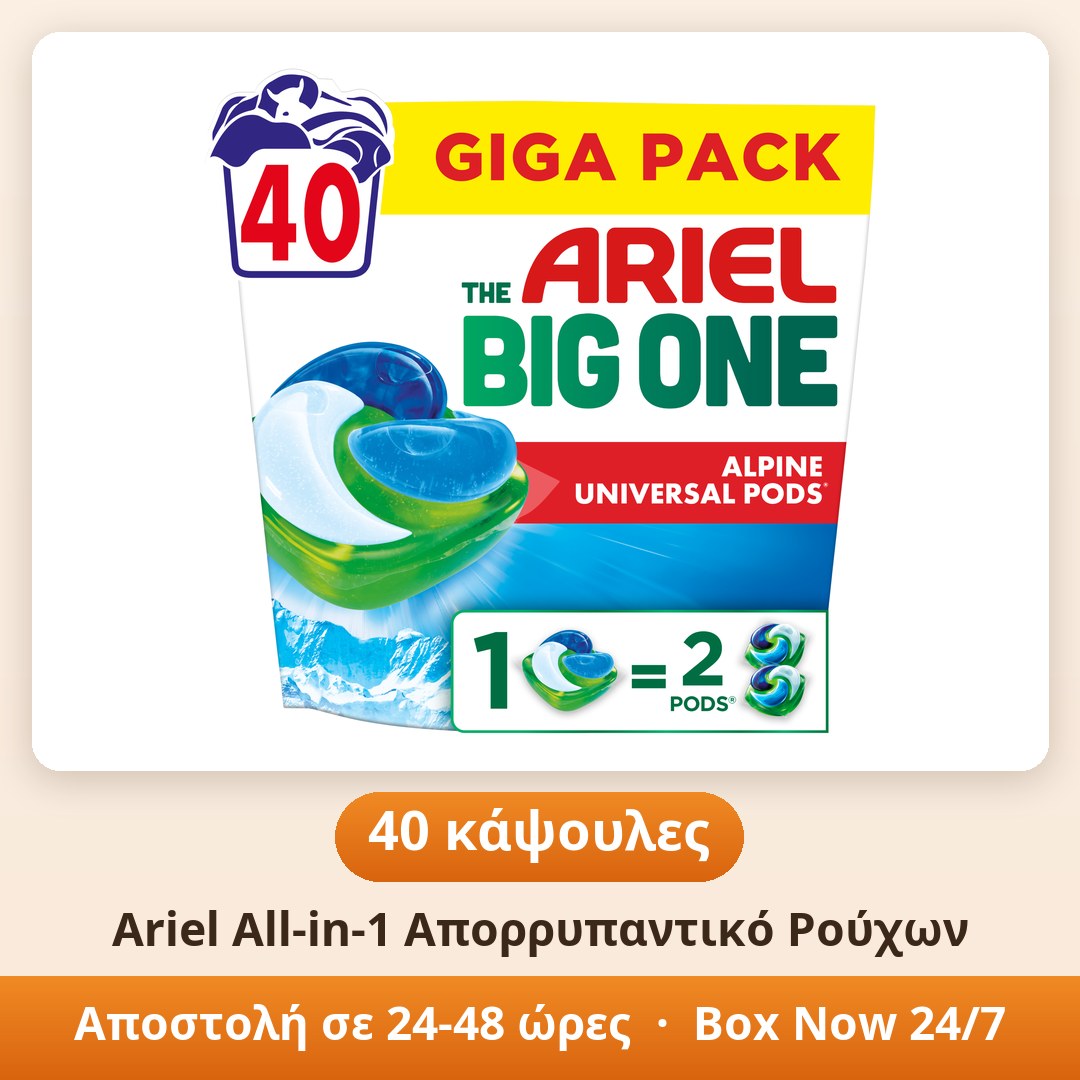 40
GIGA PACK
THE ARIEL
BIG ONE
ALPINE
UNIVERSAL PODS®
1 = 2
PODS®
40 κάψουλες
Ariel All-in-1 Απορρυπαντικό Ρούχων
Αποστολή σε 24-48 ώρες · Box Now 24/7